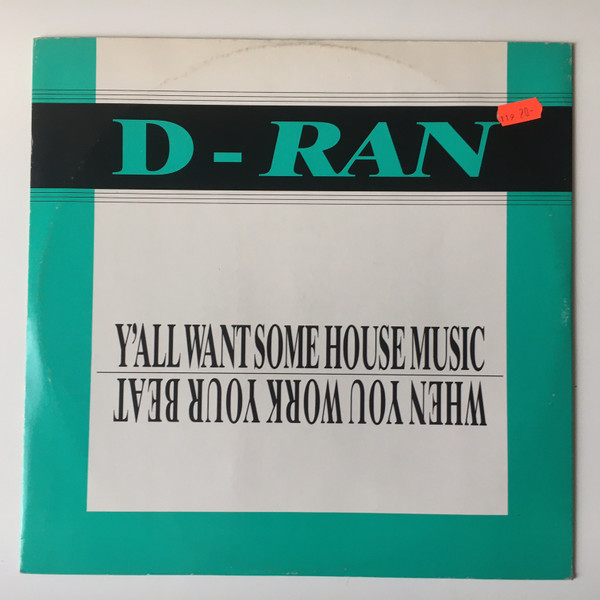 D - RAN
Y'ALL WANT SOME HOUSE MUSIC
WHEN YOU WORK YOUR BEAT